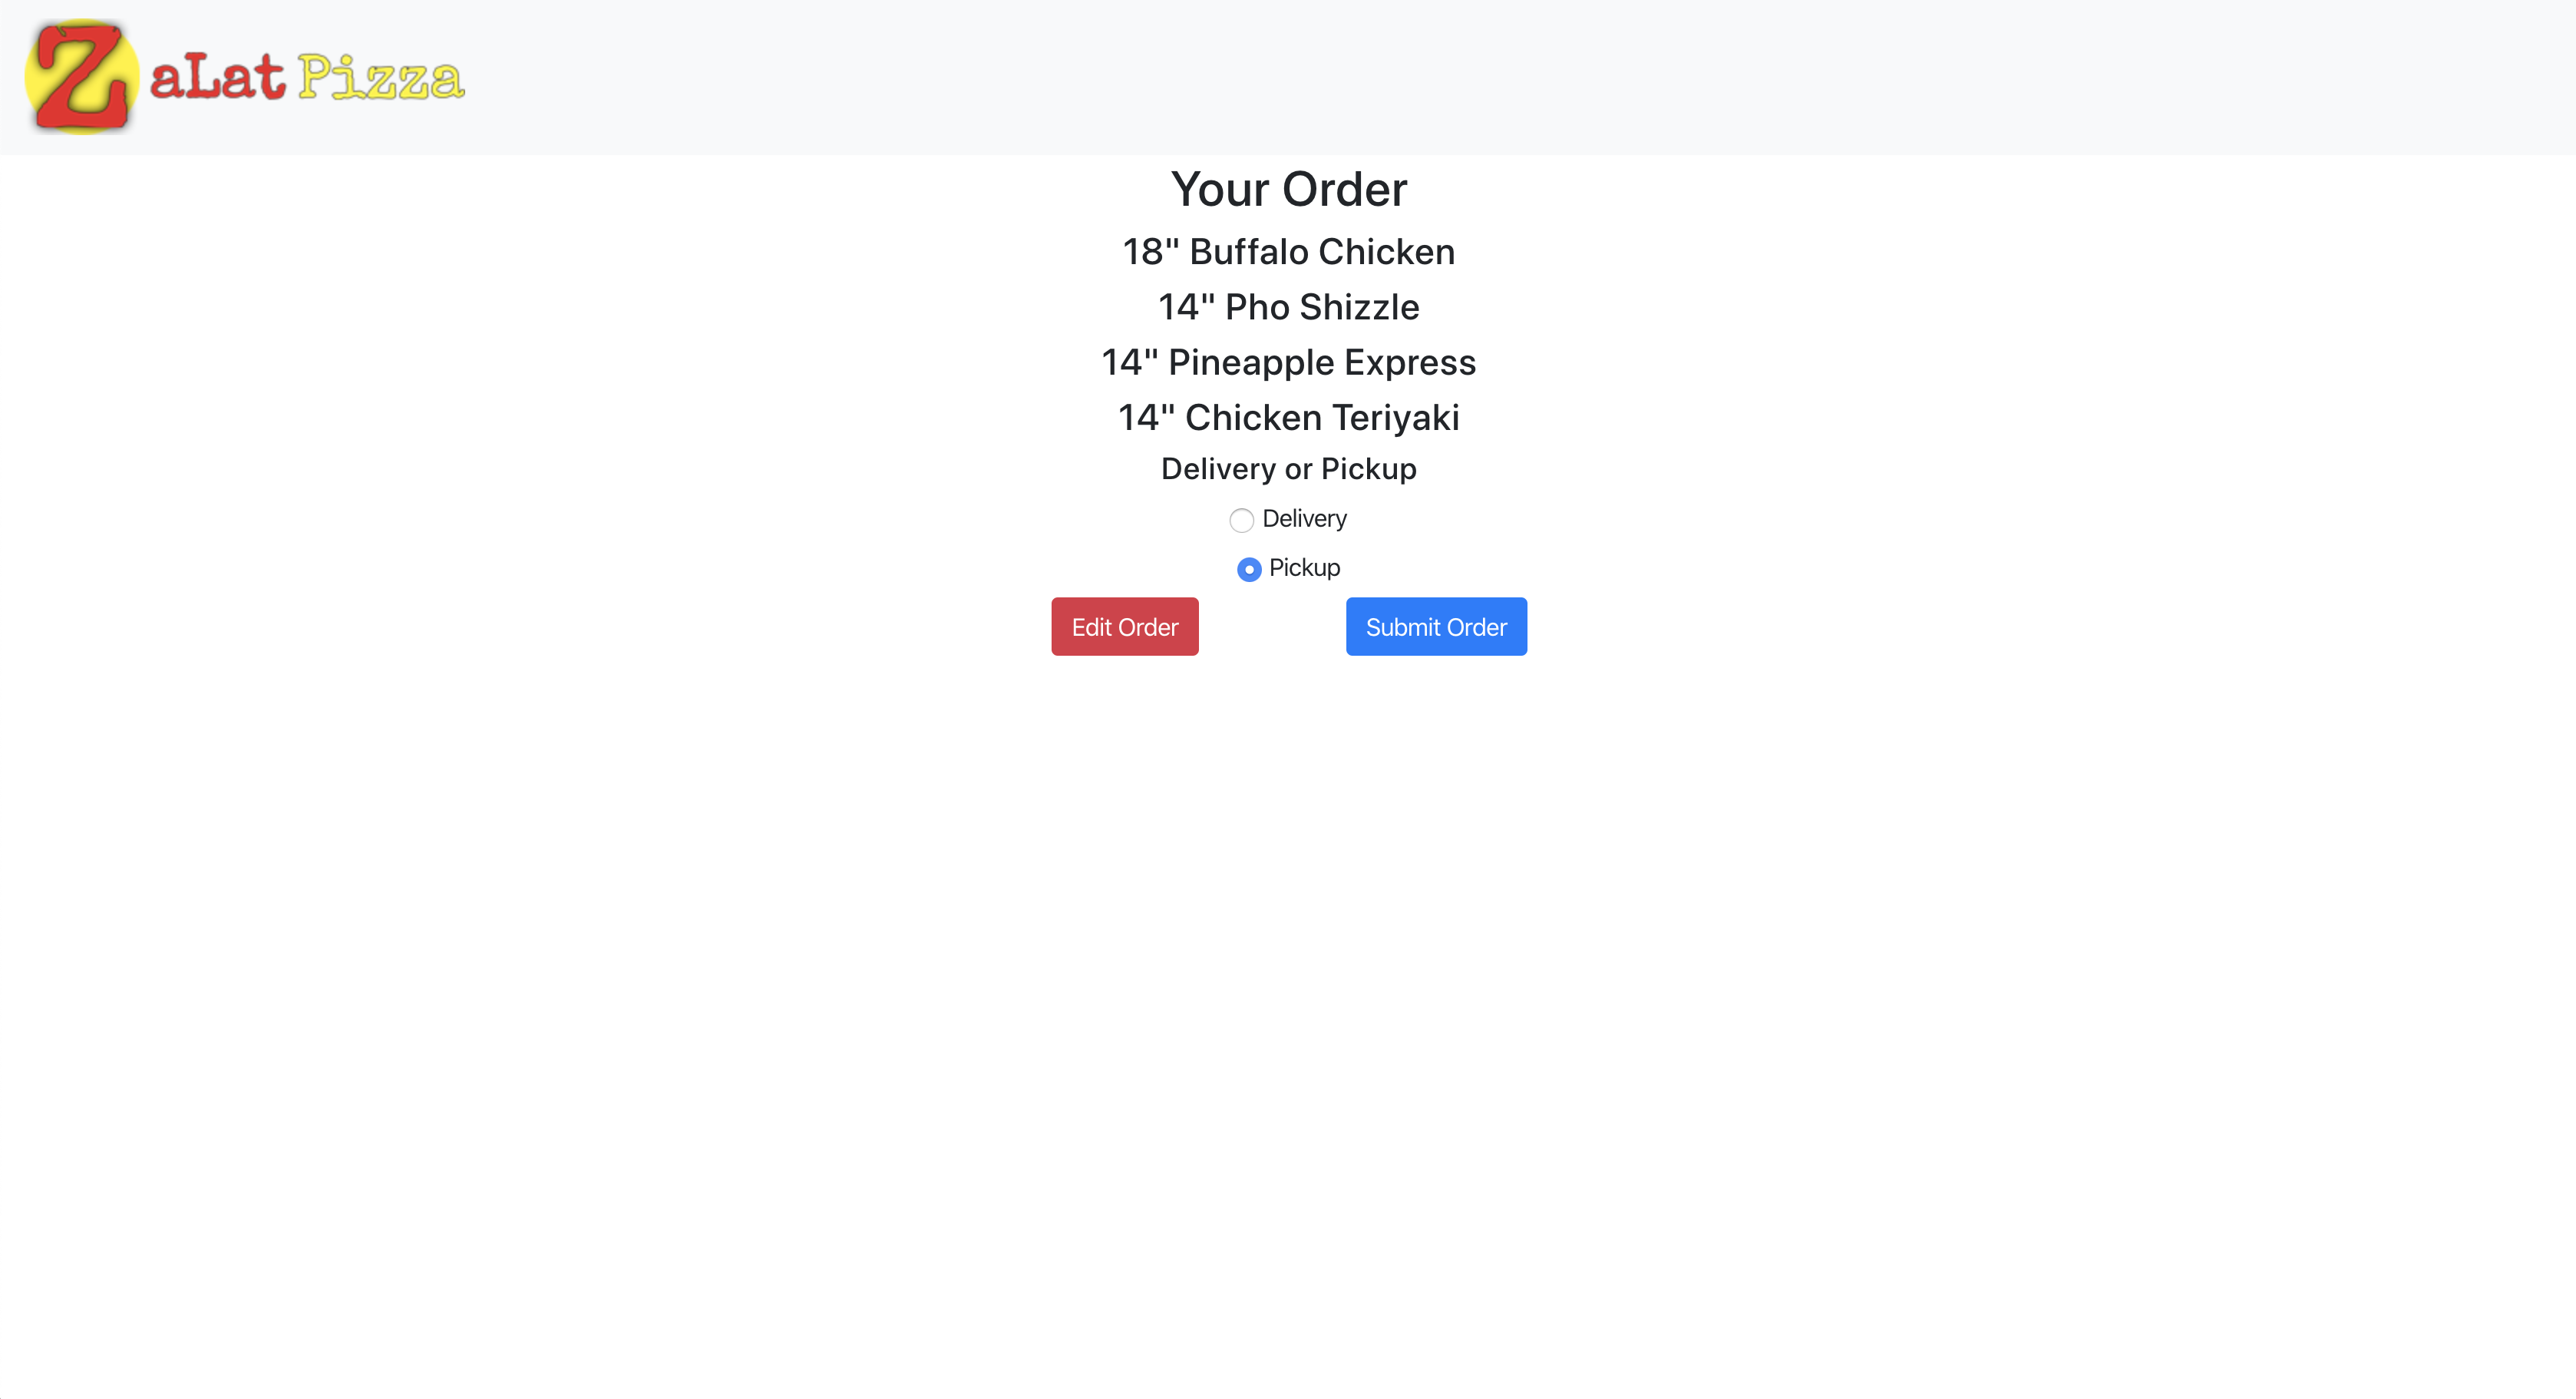 ZaLat Pizza
Your Order
18" Buffalo Chicken
14" Pho Shizzle
14" Pineapple Express
14" Chicken Teriyaki
Delivery or Pickup
Delivery
Pickup
Edit Order Submit Order